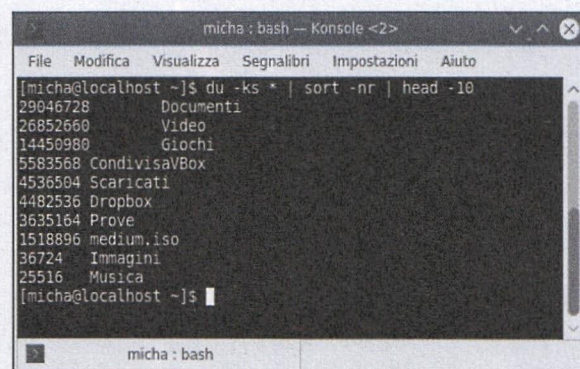 micha : bash — Konsole <2>
File Modifica Visualizza Segnalibri Impostazioni Aiuto
[micha@localhost ~]$ du -ks * | sort -nr | head -10
29046728 Documenti
26852660 Video
14450980 Giochi
5583568 CondivisaVBox
4536504 Scaricati
4482536 Dropbox
3635164 Prove
1518896 medium.iso
36724 Immagini
25516 Musica
[micha@localhost ~]$
micha : bash